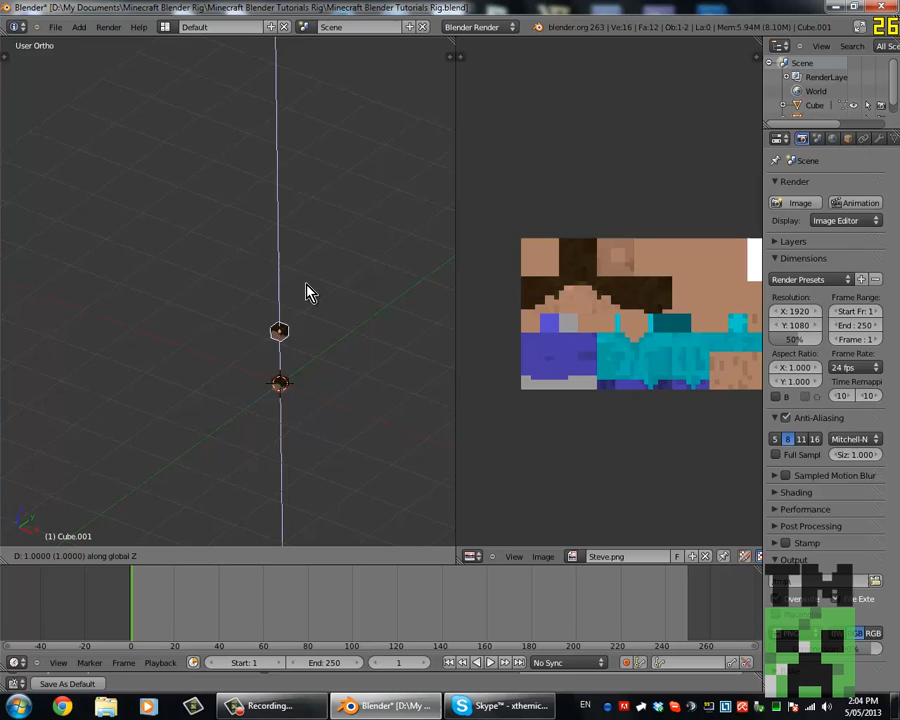 Blender* [D:\My Documents\Minecraft Blender Rig\Minecraft Blender Tutorials Rig\Minecraft Blender Tutorials Rig.blend]
File Add Render Help Default Scene Blender Render blender.org 263 | Ve:16 | Fa:12 | Ob:1-2 | La:0 | Mem:5.94M (8.10M) | Cube.001
26
User Ortho
View Search All Sce
Scene
RenderLaye
World
Cube
Scene
Render
Image Animation
Display: Image Editor
Layers
Dimensions
Render Presets
Resolution: Frame Range:
X: 1920 Start: Fr: 1
Y: 1080 End: 250
50% Frame: 1
Aspect Ratio: Frame Rate:
X: 1.000 24 fps
Y: 1.000 Time Remappi
B 10 10
Anti-Aliasing
5 8 11 16 Mitchell-N
Full Sampl Siz: 1.000
Sampled Motion Blur
Shading
Performance
Post Processing
Stamp
Output
(1) Cube.001
D: 1.0000 (1.0000) along global Z
View Image Steve.png F
-40 -20 0 20 40 60 80 100 120 140 160 180 200 220 240 260
View Marker Frame Playback Start: 1 End: 250 1 No Sync
Save As Default
Recording... Blender* [D:\My ... Skype™ - xthemic... EN 2:04 PM
5/05/2013